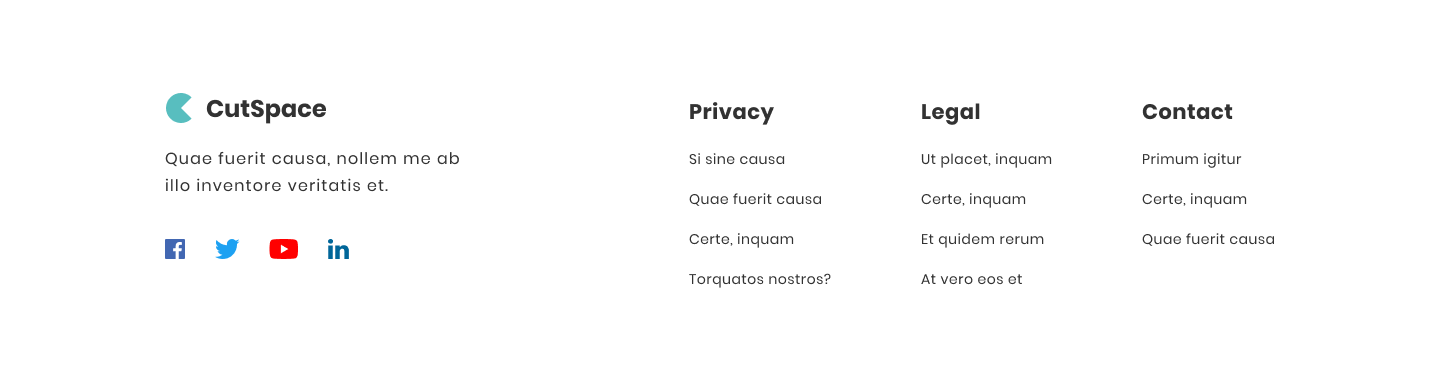 CutSpace
Quae fuerit causa, nollem me ab
illo inventore veritatis et.
Privacy
Si sine causa
Quae fuerit causa
Certe, inquam
Torquatos nostros?
Legal
Ut placet, inquam
Certe, inquam
Et quidem rerum
At vero eos et
Contact
Primum igitur
Certe, inquam
Quae fuerit causa